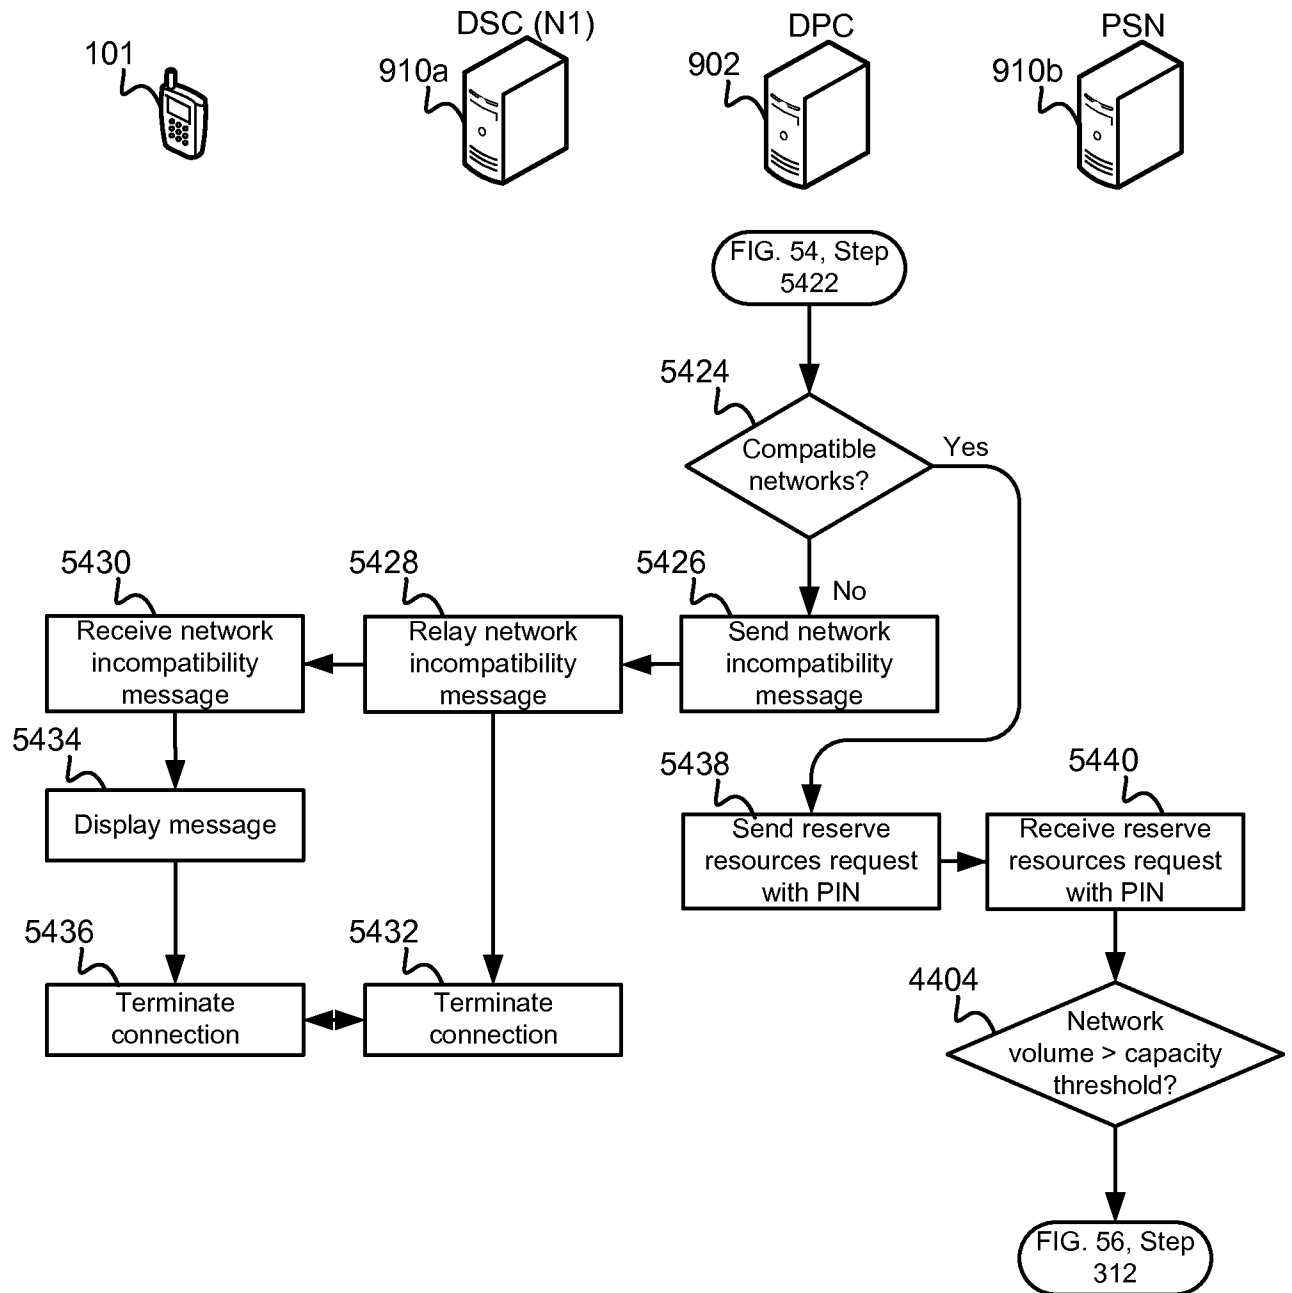 DSC (N1)
DPC
PSN
101
910a
902
910b
FIG. 54, Step
5422
5424
Compatible
networks?
Yes
No
5430
5428
5426
Receive network
incompatibility
message
Relay network
incompatibility
message
Send network
incompatibility
message
5434
Display message
5438
5440
Send reserve
resources request
with PIN
Receive reserve
resources request
with PIN
5436
5432
Terminate
connection
Terminate
connection
4404
Network
volume > capacity
threshold?
FIG. 56, Step
312